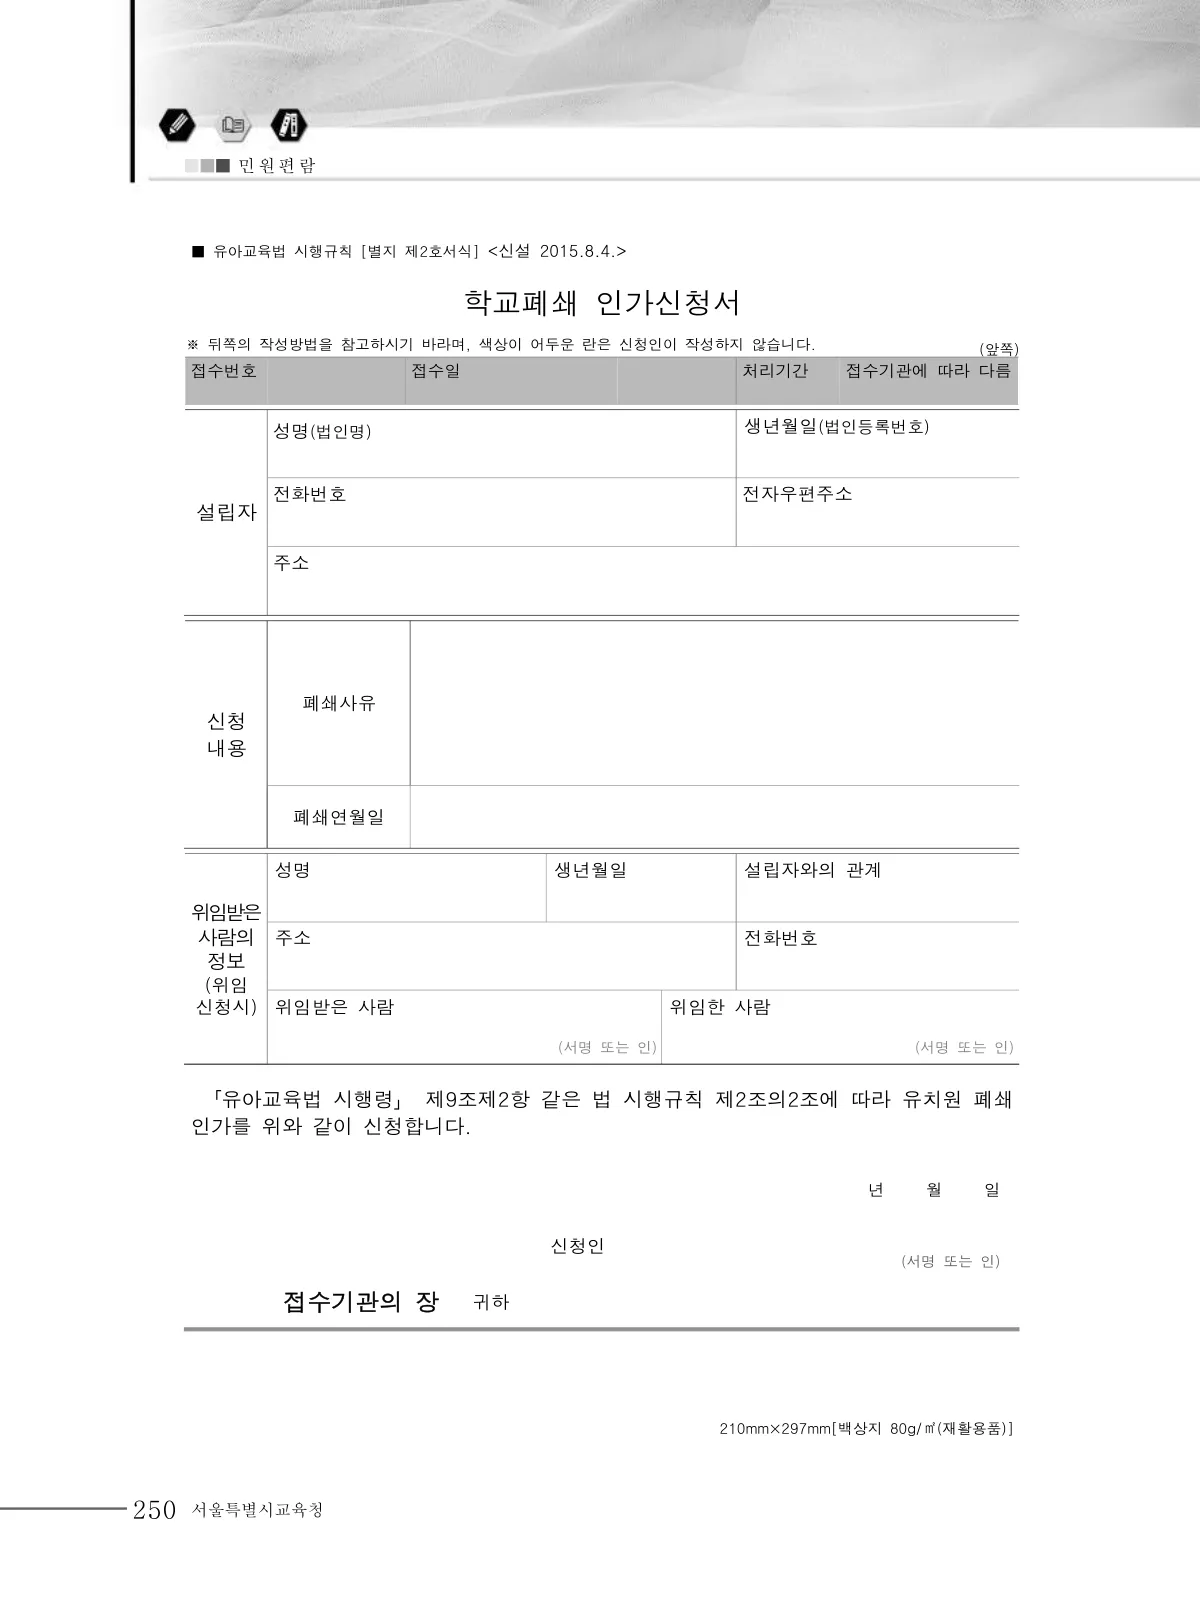 민원편람
■ 유아교육법 시행규칙 [별지 제2호서식] <신설 2015.8.4.>
학교폐쇄 인가신청서
※ 뒤쪽의 작성방법을 참고하시기 바라며, 색상이 어두운 란은 신청인이 작성하지 않습니다.
(앞쪽)
접수번호 접수일 처리기간 접수기관에 따라 다름
성명(법인명) 생년월일(법인등록번호)
전화번호 전자우편주소
설립자
주소
폐쇄사유
신청
내용
폐쇄연월일
성명 생년월일 설립자와의 관계
위임받은
사람의
정보
(위임
신청시)
주소 전화번호
위임받은 사람 위임한 사람
(서명 또는 인) (서명 또는 인)
「유아교육법 시행령」 제9조제2항 같은 법 시행규칙 제2조의2조에 따라 유치원 폐쇄
인가를 위와 같이 신청합니다.
년 월 일
신청인
(서명 또는 인)
접수기관의 장 귀하
210mm×297mm[백상지 80g/㎡(재활용품)]
250 서울특별시교육청